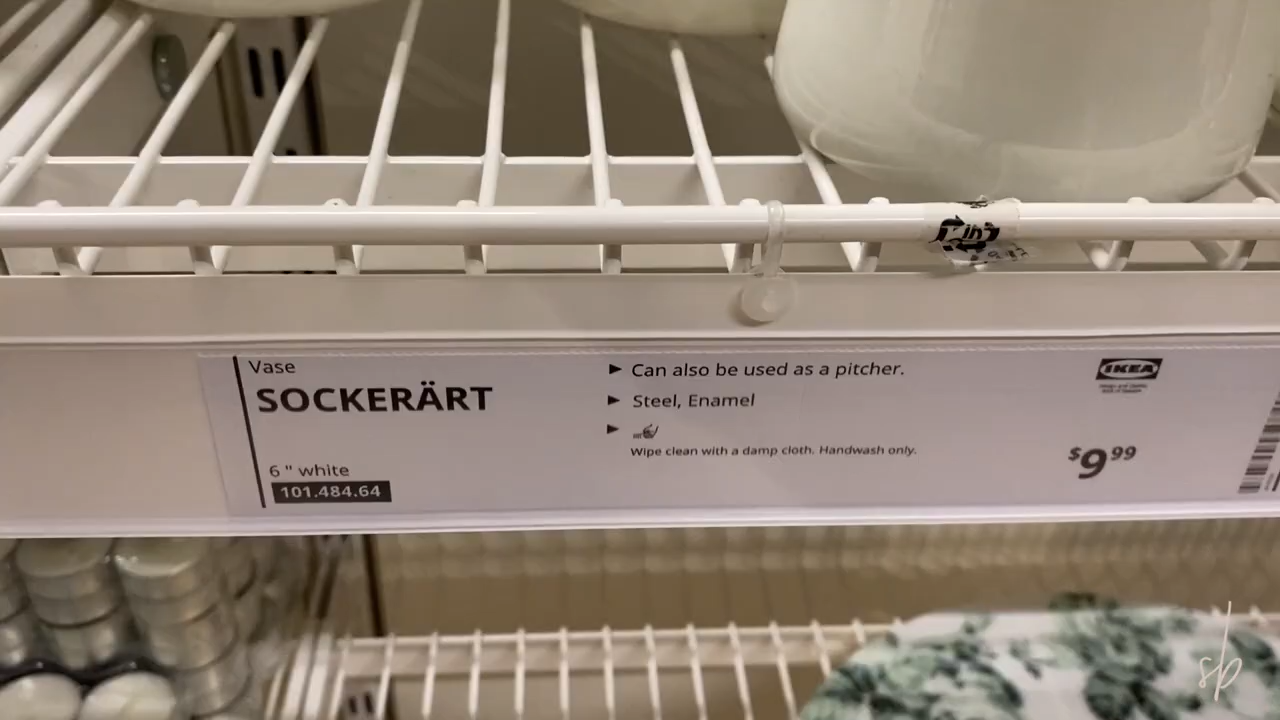 Vase
SOCKERÄRT
6 " white
101.484.64
Can also be used as a pitcher.
Steel, Enamel
Wipe clean with a damp cloth. Handwash only.
IKEA
$9 99
sb